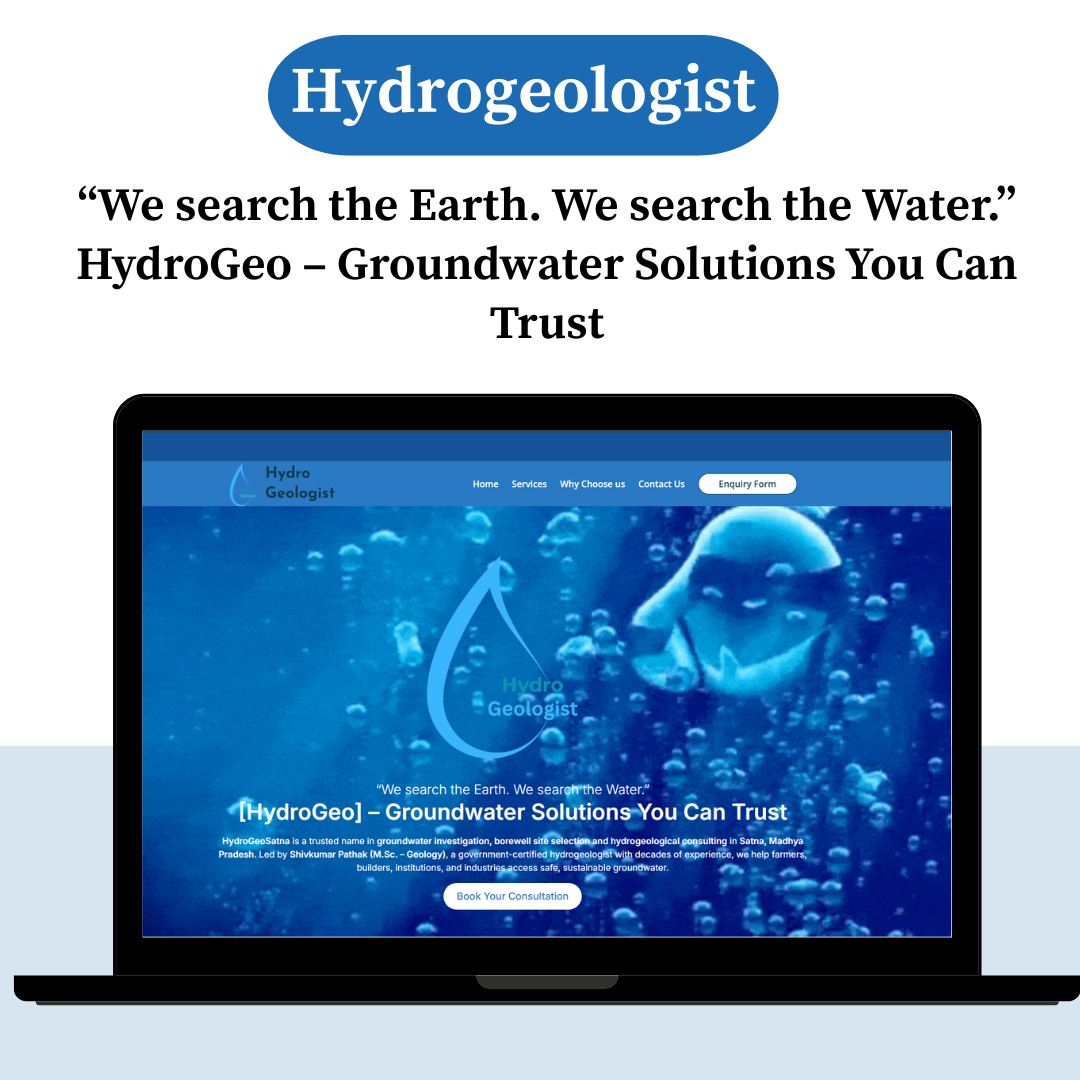 Hydrogeologist
“We search the Earth. We search the Water.”
HydroGeo – Groundwater Solutions You Can
Trust
Hydro
Geologist
Home Services Why Choose us Contact Us Enquiry Form
Hydro
Geologist
“We search the Earth. We search the Water.”
[HydroGeo] – Groundwater Solutions You Can Trust
HydroGeoSatna is a trusted name in groundwater investigation, borewell site selection and hydrogeological consulting in Satna, Madhya
Pradesh. Led by Shivkumar Pathak (M.Sc. – Geology), a government-certified hydrogeologist with decades of experience, we help farmers,
builders, institutions, and industries access safe, sustainable groundwater.
Book Your Consultation